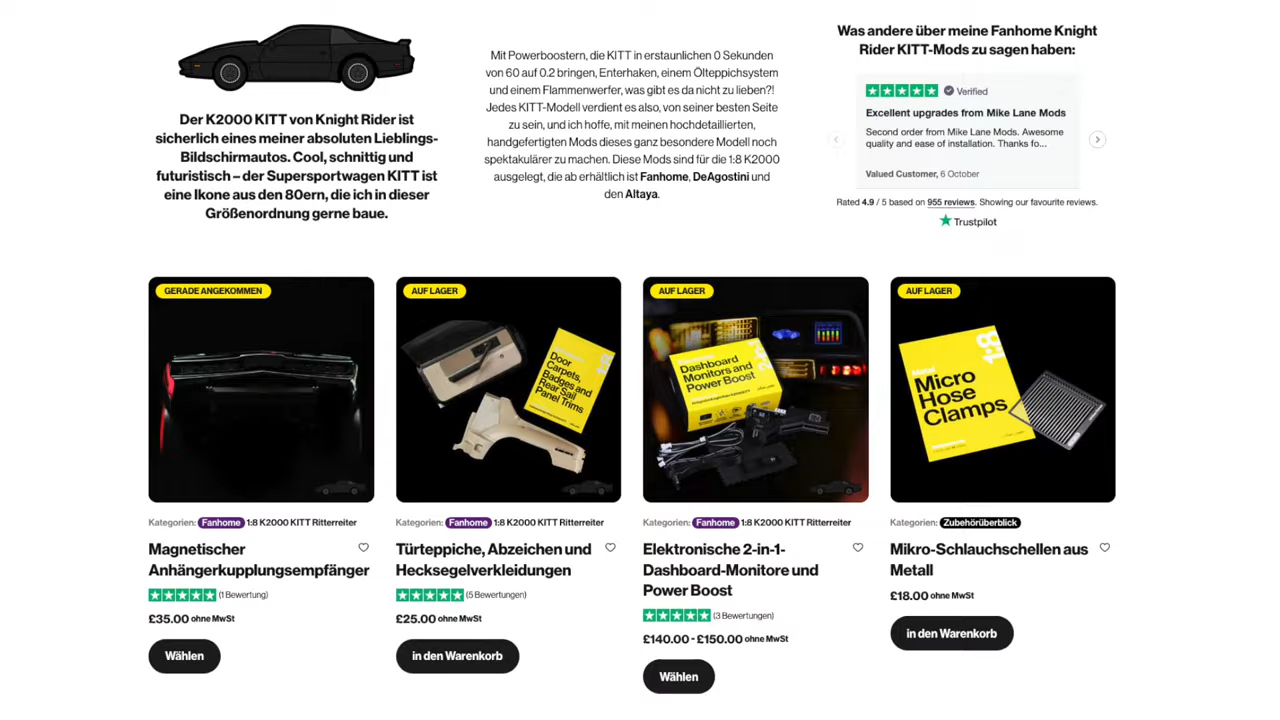 Der K2000 KITT von Knight Rider ist
sicherlich eines meiner absoluten Lieblings-
Bildschirmautos. Cool, schnittig und
futuristisch – der Supersportwagen KITT ist
eine Ikone aus den 80ern, die ich in dieser
Größenordnung gerne baue.
Mit Powerboostern, die KITT in erstaunlichen 0 Sekunden
von 60 auf 0.2 bringen, Enterhaken, einem Ölteppichsystem
und einem Flammenwerfer, was gibt es da nicht zu lieben?!
Jedes KITT-Modell verdient es also, von seiner besten Seite
zu sein, und ich hoffe, mit meinen hochdetaillierten,
handgefertigten Mods dieses ganz besondere Modell noch
spektakulärer zu machen. Diese Mods sind für die 1:8 K2000
ausgelegt, die ab erhältlich ist Fanhome, DeAgostini und
den Altaya.
Was andere über meine Fanhome Knight
Rider KITT-Mods zu sagen haben:
Verified
Excellent upgrades from Mike Lane Mods
Second order from Mike Lane Mods. Awesome
quality and ease of installation. Thanks fo...
Valued Customer, 6 October
Rated 4.9 / 5 based on 955 reviews. Showing our favourite reviews.
Trustpilot
GERADE ANGEKOMMEN
Kategorien: Fanhome 1:8 K2000 KITT Ritterreiter
Magnetischer
Anhängerkupplungsempfänger
(1 Bewertung)
£35.00 ohne MwSt
Wählen
AUF LAGER
1:8
Door
Carpets,
Badges and
Rear Sail
Panel Trims
Kategorien: Fanhome 1:8 K2000 KITT Ritterreiter
Türteppiche, Abzeichen und
Hecksegelverkleidungen
(5 Bewertungen)
£25.00 ohne MwSt
in den Warenkorb
AUF LAGER
Dashboard
Monitors and
Power Boost
2-in-1
Kategorien: Fanhome 1:8 K2000 KITT Ritterreiter
Elektronische 2-in-1-
Dashboard-Monitore und
Power Boost
(3 Bewertungen)
£140.00 - £150.00 ohne MwSt
Wählen
AUF LAGER
Metal
1:8
Micro
Hose
Clamps
Kategorien: Zubehörüberblick
Mikro-Schlauchschellen aus
Metall
£18.00 ohne MwSt
in den Warenkorb